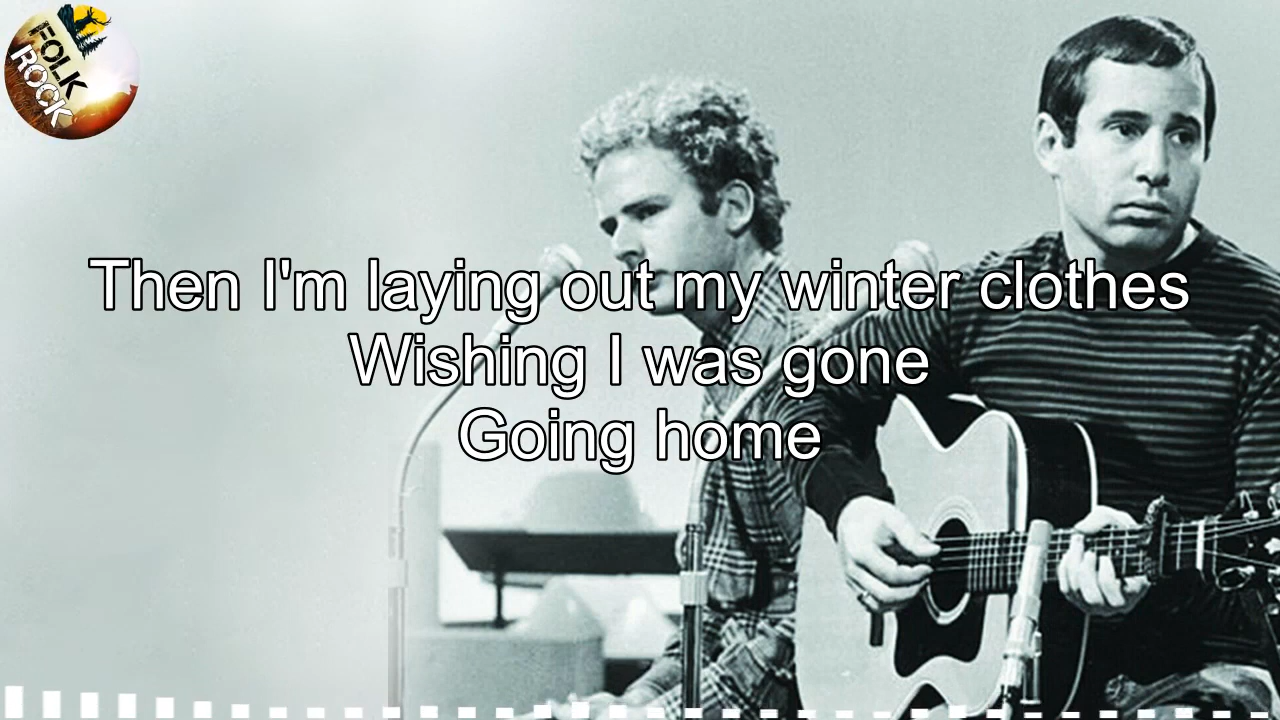 FOLK
ROCK
Then I'm laying out my winter clothes
Wishing I was gone
Going home